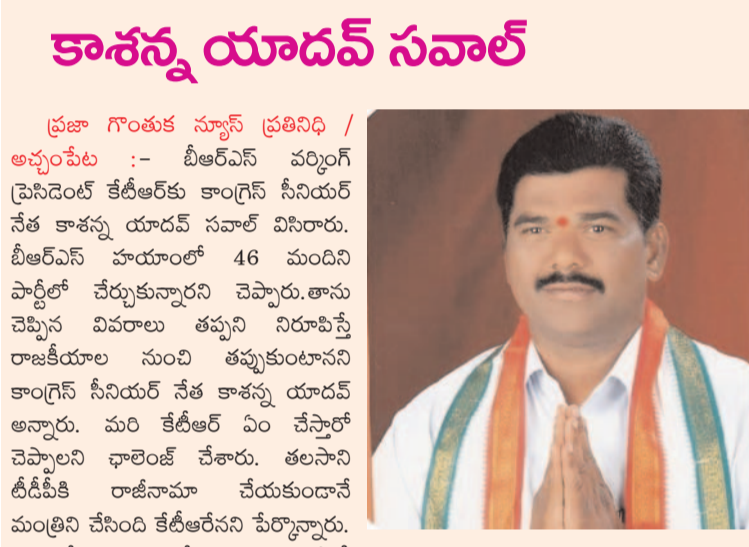 కాశన్న యాదవ్ సవాల్
ప్రజా గొంతుక న్యూస్ ప్రతినిధి /
అచ్చంపేట :- బీఆర్ఎస్ వర్కింగ్
ప్రెసిడెంట్ కేటీఆర్‌కు కాంగ్రెస్ సీనియర్
నేత కాశన్న యాదవ్ సవాల్ విసిరారు.
బీఆర్ఎస్ హయాంలో 46 మందిని
పార్టీలో చేర్చుకున్నారని చెప్పారు.తాను
చెప్పిన వివరాలు తప్పని నిరూపిస్తే
రాజకీయాల నుంచి తప్పుకుంటానని
కాంగ్రెస్ సీనియర్ నేత కాశన్న యాదవ్
అన్నారు. మరి కేటీఆర్ ఏం చేస్తారో
చెప్పాలని ఛాలెంజ్ చేశారు. తలసాని
టీడీపీకి రాజీనామా చేయకుండానే
మంత్రిని చేసింది కేటీఆరేనని పేర్కొన్నారు.